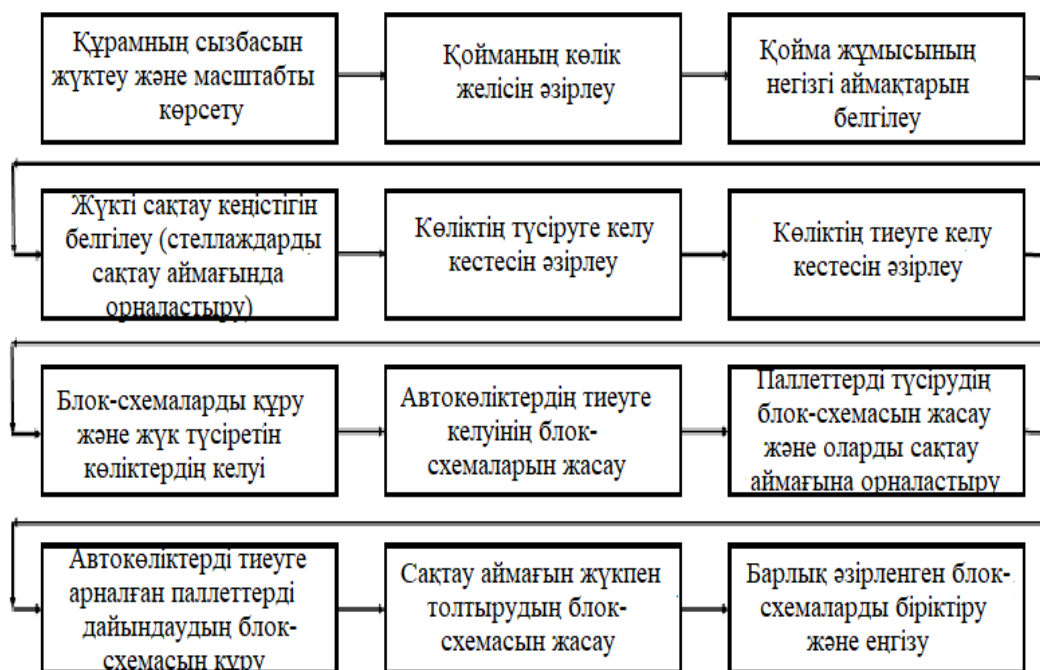 Құрамның сызбасын
жүктеу және масштабты
көрсету
Қойманың көлік
желісін әзірлеу
Қойма жұмысының
негізгі аймақтарын
белгілеу
Жүкті сақтау кеңістігін
белгілеу (стеллаждарды
сақтау аймағында
орналастыру)
Көліктің түсіруге келу
кестесін әзірлеу
Көліктің тиеуге келу
кестесін әзірлеу
Блок-схемаларды құру
және жүк түсіретін
көліктердің келуі
Автокөліктердің тиеуге
келуінің блок-
схемаларын жасау
Паллеттерді түсірудің
блок-схемасын жасау
және оларды сақтау
аймағына орналастыру
Автокөліктерді тиеуге
арналған паллеттерді
дайындаудың блок-
схемасын құру
Сақтау аймағын жүкпен
толтырудың блок-
схемасын жасау
Барлық әзірленген блок-
схемаларды біріктіру
және енгізу